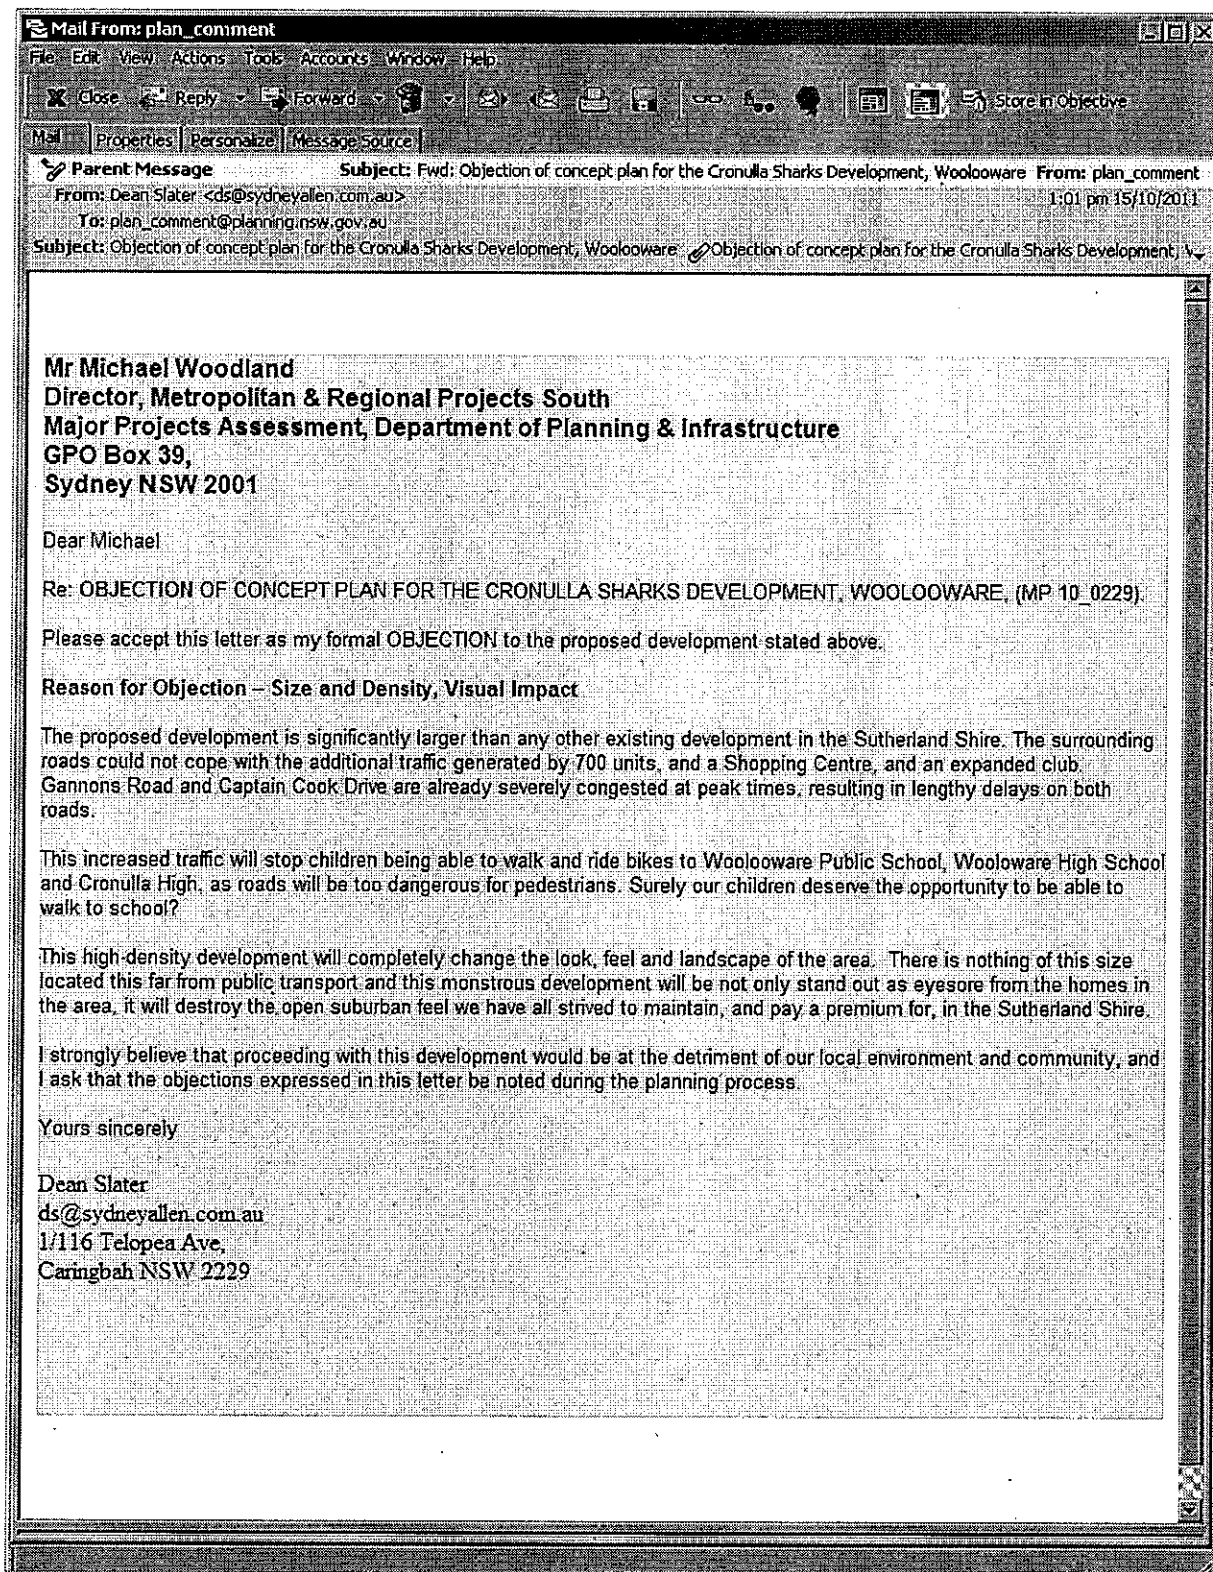 Mail From: plan_comment
File Edit View Actions Tools Accounts Window Help
Close Reply Forward Store in Objective
Mail Properties Personalize Message Source
Parent Message Subject: Fwd: Objection of concept plan for the Cronulla Sharks Development, Woolooware From: plan_comment
From: Dean Slater <ds@sydneyallen.com.au> 1:01 pm 15/10/2011
To: plan_comment@planning.nsw.gov.au
Subject: Objection of concept plan for the Cronulla Sharks Development, Woolooware Objection of concept plan for the Cronulla Sharks Development,
Mr Michael Woodland
Director, Metropolitan & Regional Projects South
Major Projects Assessment, Department of Planning & Infrastructure
GPO Box 39,
Sydney NSW 2001
Dear Michael
Re: OBJECTION OF CONCEPT PLAN FOR THE CRONULLA SHARKS DEVELOPMENT, WOOLOOWARE, (MP 10_0229).
Please accept this letter as my formal OBJECTION to the proposed development stated above.
Reason for Objection – Size and Density, Visual Impact
The proposed development is significantly larger than any other existing development in the Sutherland Shire. The surrounding
roads could not cope with the additional traffic generated by 700 units, and a Shopping Centre, and an expanded club.
Gannons Road and Captain Cook Drive are already severely congested at peak times, resulting in lengthy delays on both
roads.
This increased traffic will stop children being able to walk and ride bikes to Woolooware Public School, Wooloware High School
and Cronulla High, as roads will be too dangerous for pedestrians. Surely our children deserve the opportunity to be able to
walk to school?
This high-density development will completely change the look, feel and landscape of the area. There is nothing of this size
located this far from public transport and this monstrous development will be not only stand out as eyesore from the homes in
the area, it will destroy the open suburban feel we have all strived to maintain, and pay a premium for, in the Sutherland Shire.
I strongly believe that proceeding with this development would be at the detriment of our local environment and community, and
I ask that the objections expressed in this letter be noted during the planning process.
Yours sincerely
Dean Slater
ds@sydneyallen.com.au
1/116 Telopea Ave,
Caringbah NSW 2229